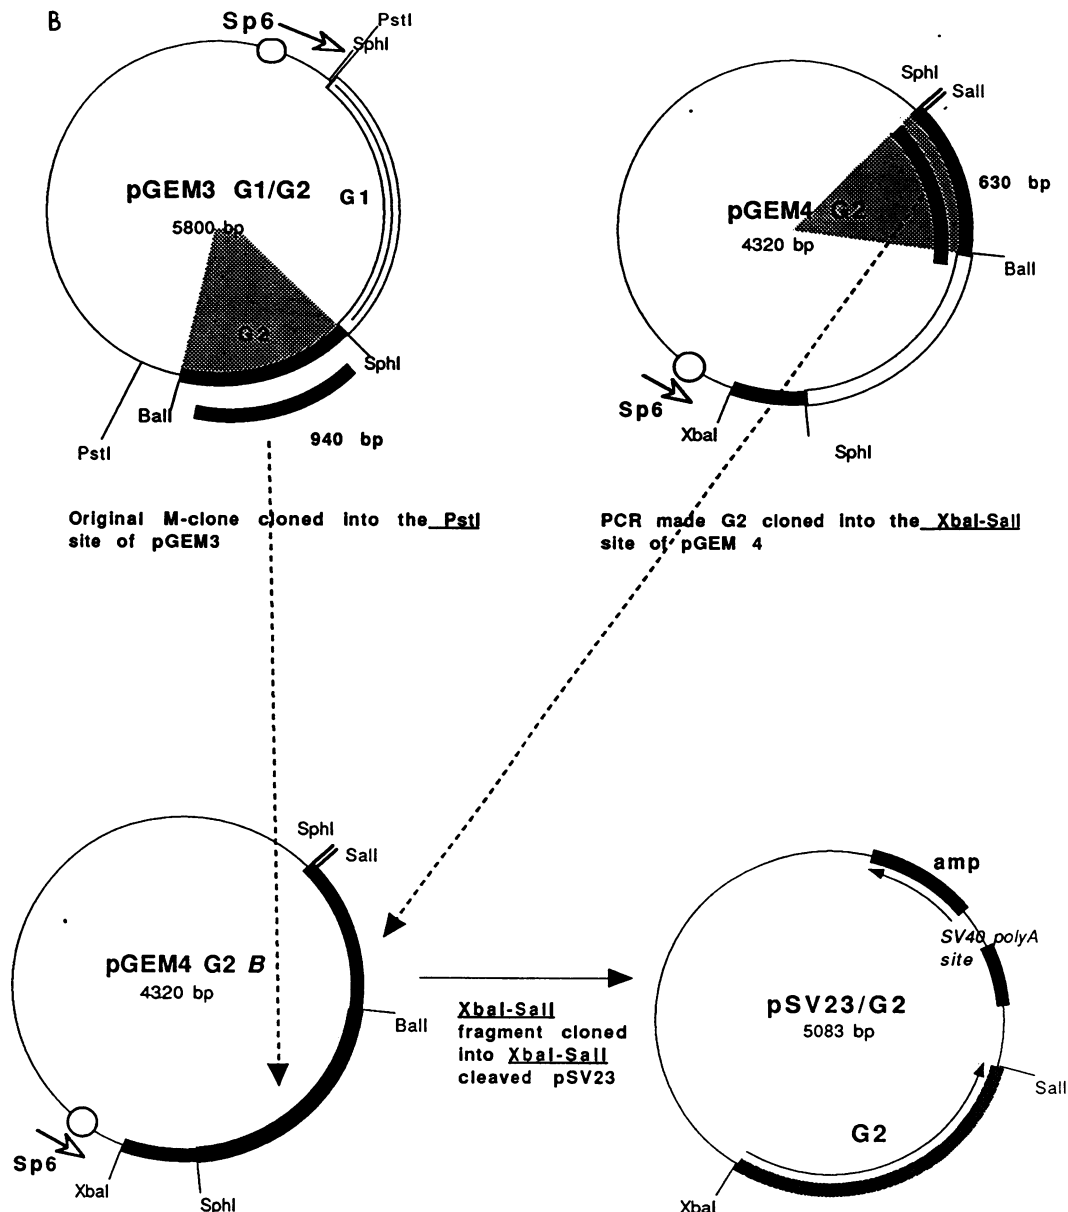 B
Sp6
PstI
SphI
pGEM3 G1/G2
5800 bp
G1
G2
SphI
BalI
PstI
940 bp
Original M-clone cloned into the PstI
site of pGEM3
SphI
SalI
630 bp
pGEM4 G2
4320 bp
BalI
Sp6
XbaI
SphI
PCR made G2 cloned into the XbaI-SalI
site of pGEM 4
SphI
SalI
pGEM4 G2 B
4320 bp
BalI
Sp6
XbaI
SphI
XbaI-SalI
fragment cloned
into XbaI-SalI
cleaved pSV23
amp
SV40 polyA
site
pSV23/G2
5083 bp
SalI
G2
XbaI